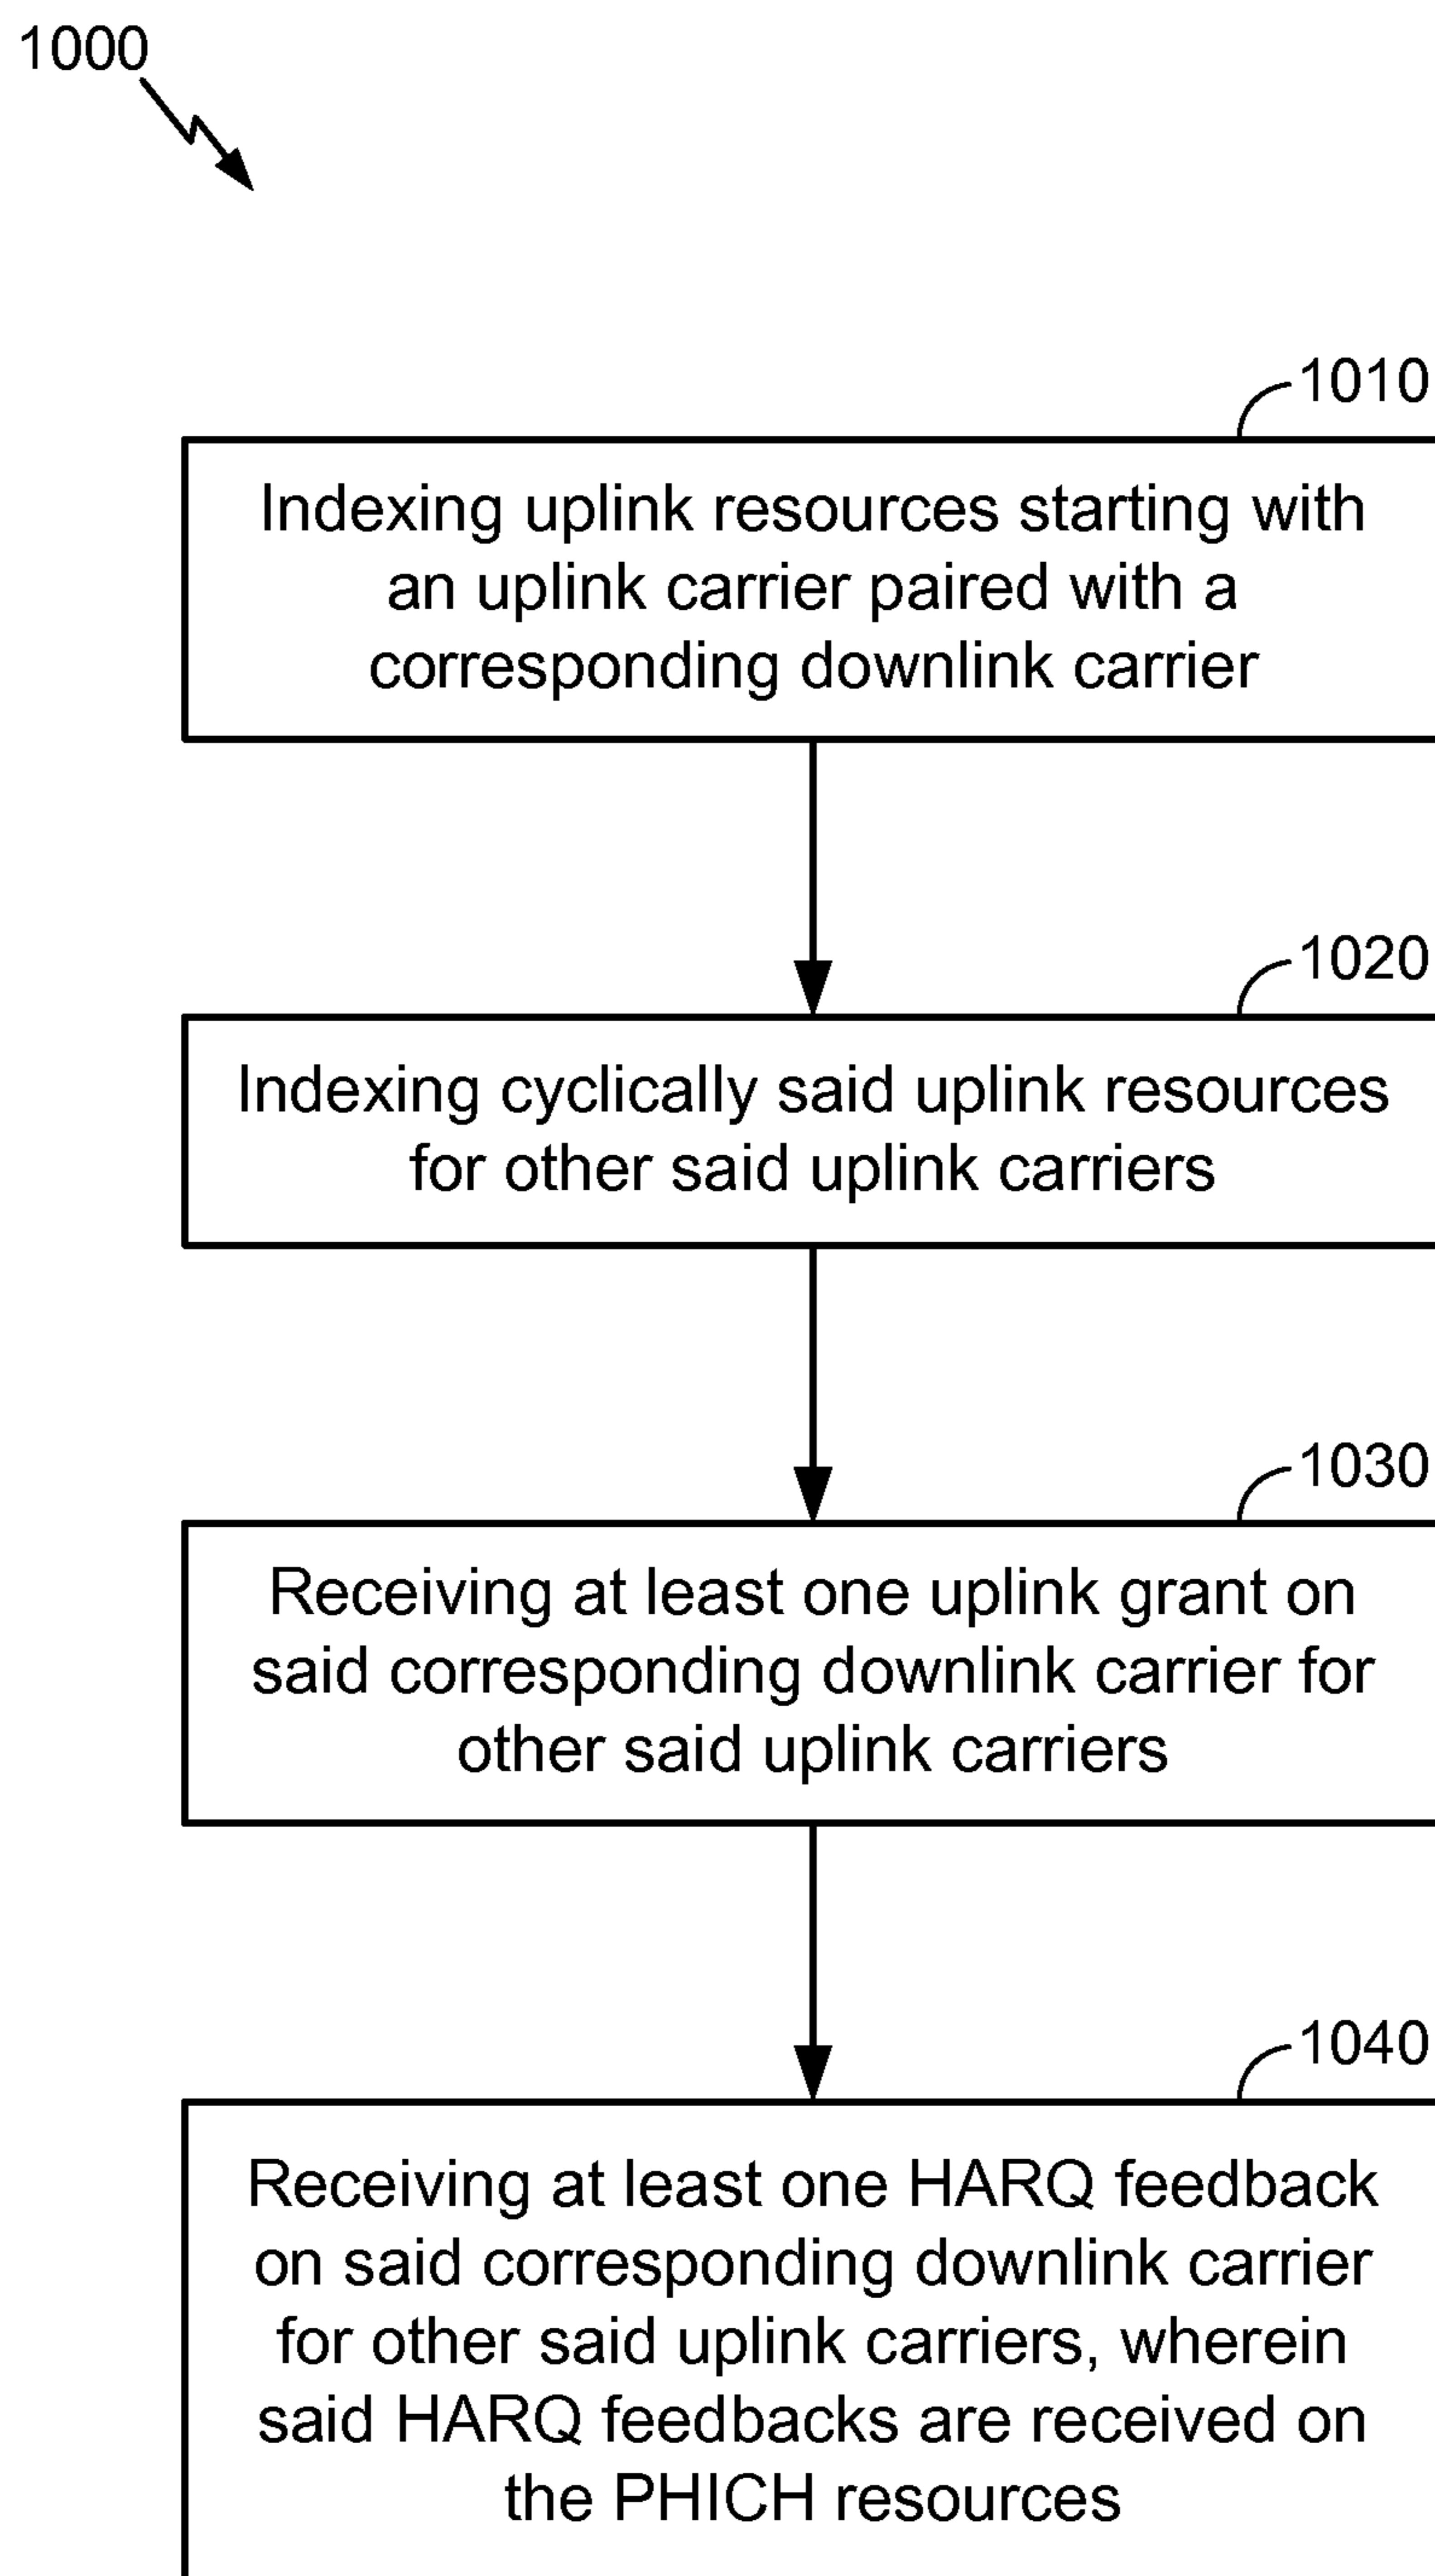 1000
1010
Indexing uplink resources starting with
an uplink carrier paired with a
corresponding downlink carrier
1020
Indexing cyclically said uplink resources
for other said uplink carriers
1030
Receiving at least one uplink grant on
said corresponding downlink carrier for
other said uplink carriers
1040
Receiving at least one HARQ feedback
on said corresponding downlink carrier
for other said uplink carriers, wherein
said HARQ feedbacks are received on
the PHICH resources